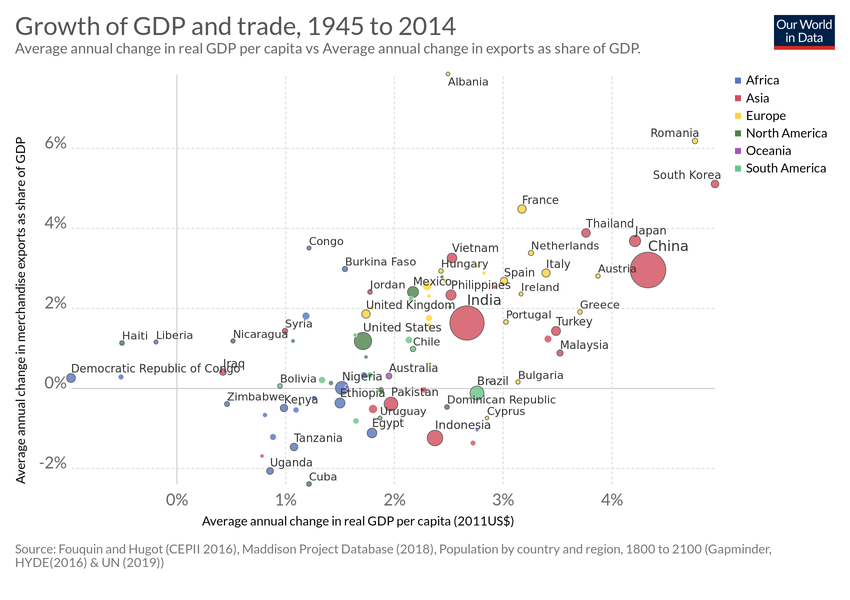 Growth of GDP and trade, 1945 to 2014
Average annual change in real GDP per capita vs Average annual change in exports as share of GDP.
Our World
in Data
Average annual change in merchandise exports as share of GDP
6%
4%
2%
0%
-2%
Albania
Romania
South Korea
France
Thailand
Japan
Congo
Vietnam
Netherlands
China
Burkina Faso
Hungary
Italy
Austria
Spain
Jordan
Mexico
Philippines
Ireland
India
United Kingdom
Greece
Portugal
Syria
United States
Turkey
Haiti
Liberia
Nicaragua
Chile
Malaysia
Democratic Republic of Congo
Iraq
Australia
Bolivia
Nigeria
Brazil
Bulgaria
Zimbabwe
Kenya
Ethiopia
Pakistan
Dominican Republic
Uruguay
Cyprus
Egypt
Indonesia
Tanzania
Uganda
Cuba
0%
1%
2%
3%
4%
Average annual change in real GDP per capita (2011US$)
Africa
Asia
Europe
North America
Oceania
South America
Source: Fouquin and Hugot (CEPII 2016), Maddison Project Database (2018), Population by country and region, 1800 to 2100 (Gapminder,
HYDE(2016) & UN (2019))